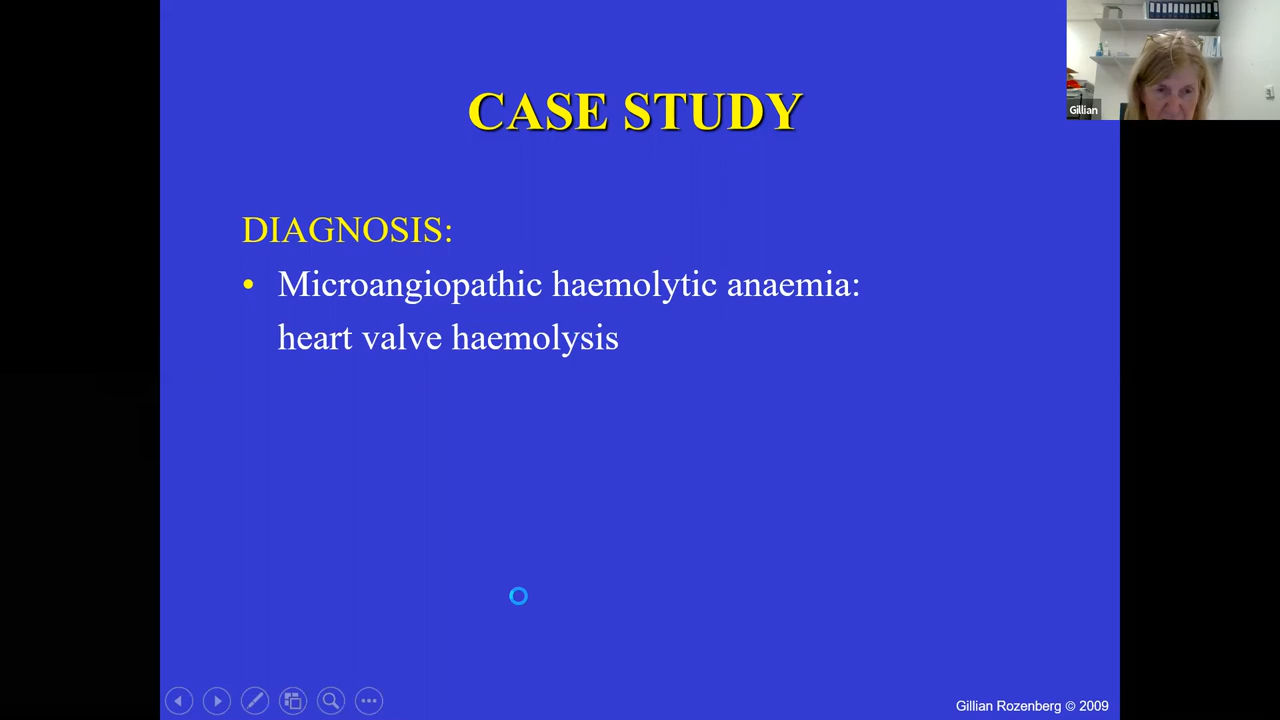 CASE STUDY
Gillian
DIAGNOSIS:
• Microangiopathic haemolytic anaemia:
heart valve haemolysis
Gillian Rozenberg © 2009